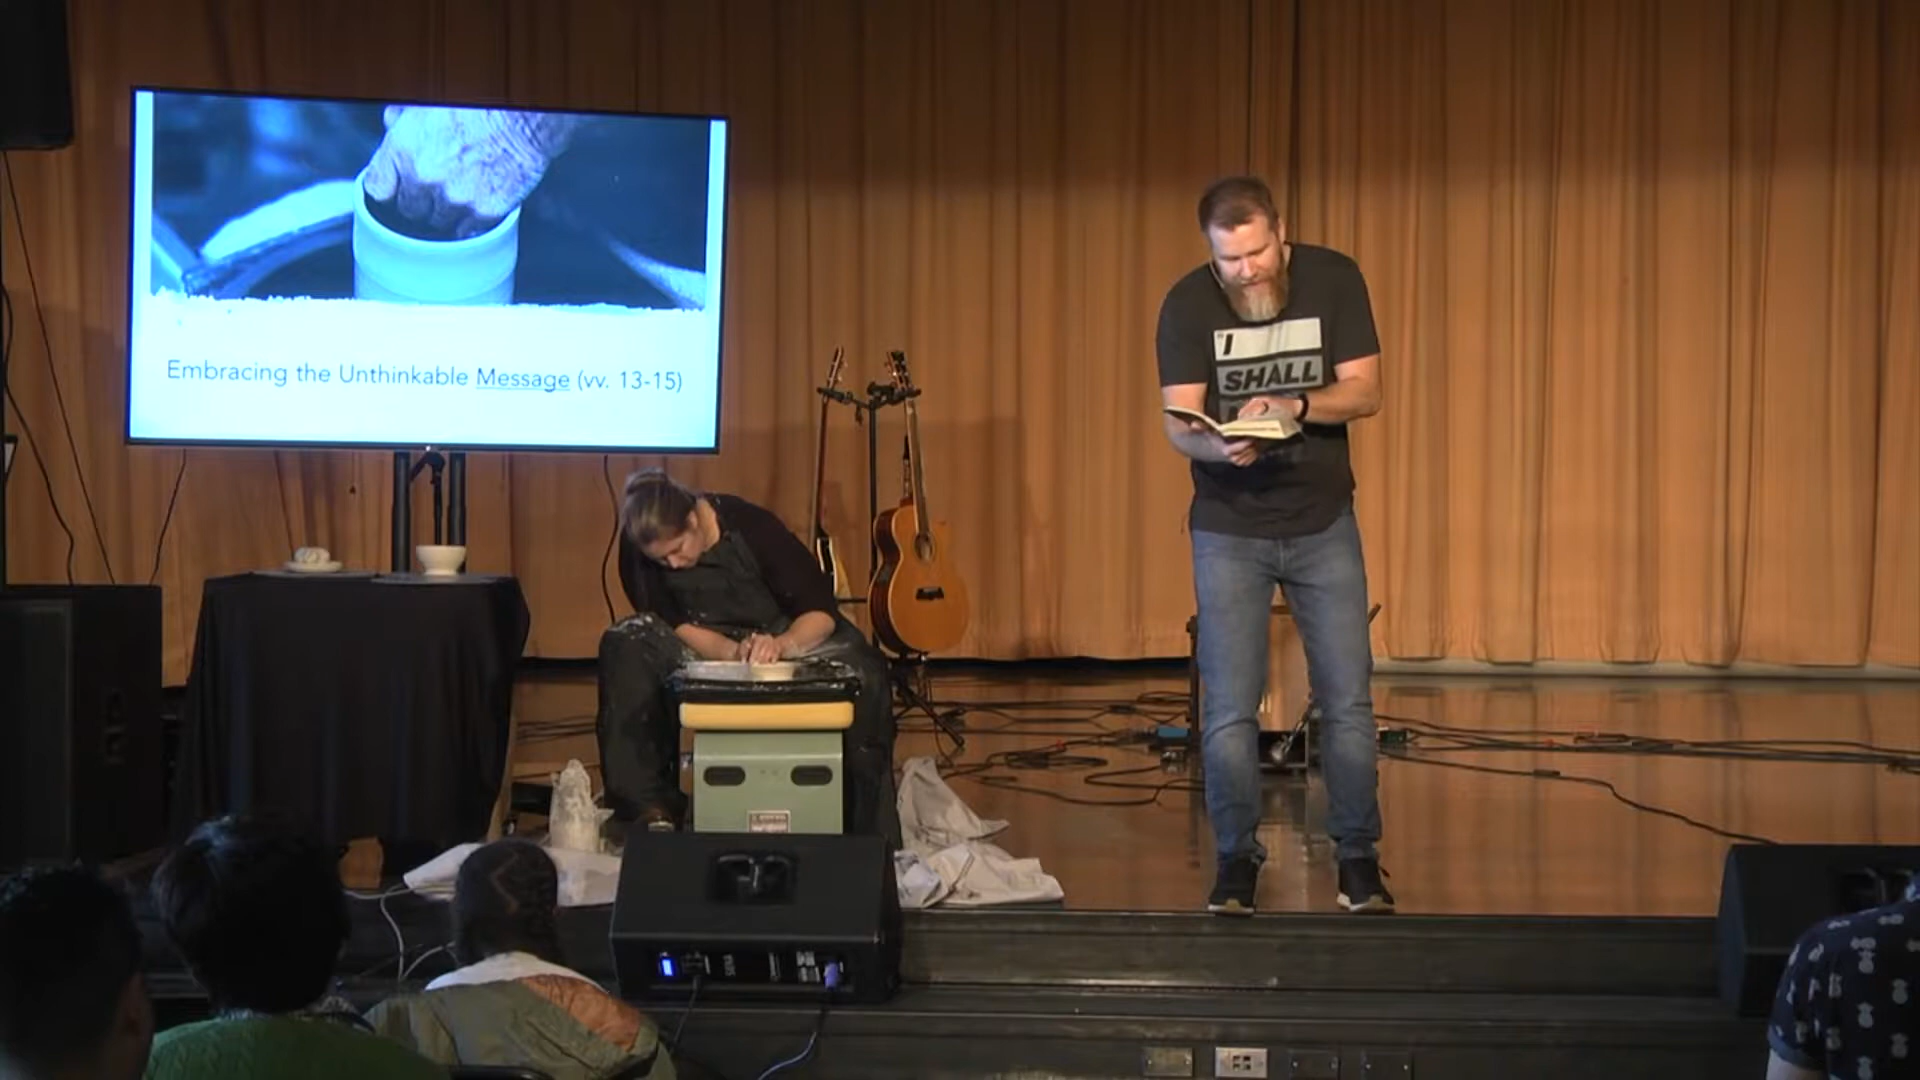 Embracing the Unthinkable Message (vv. 13-15)
I
SHALL